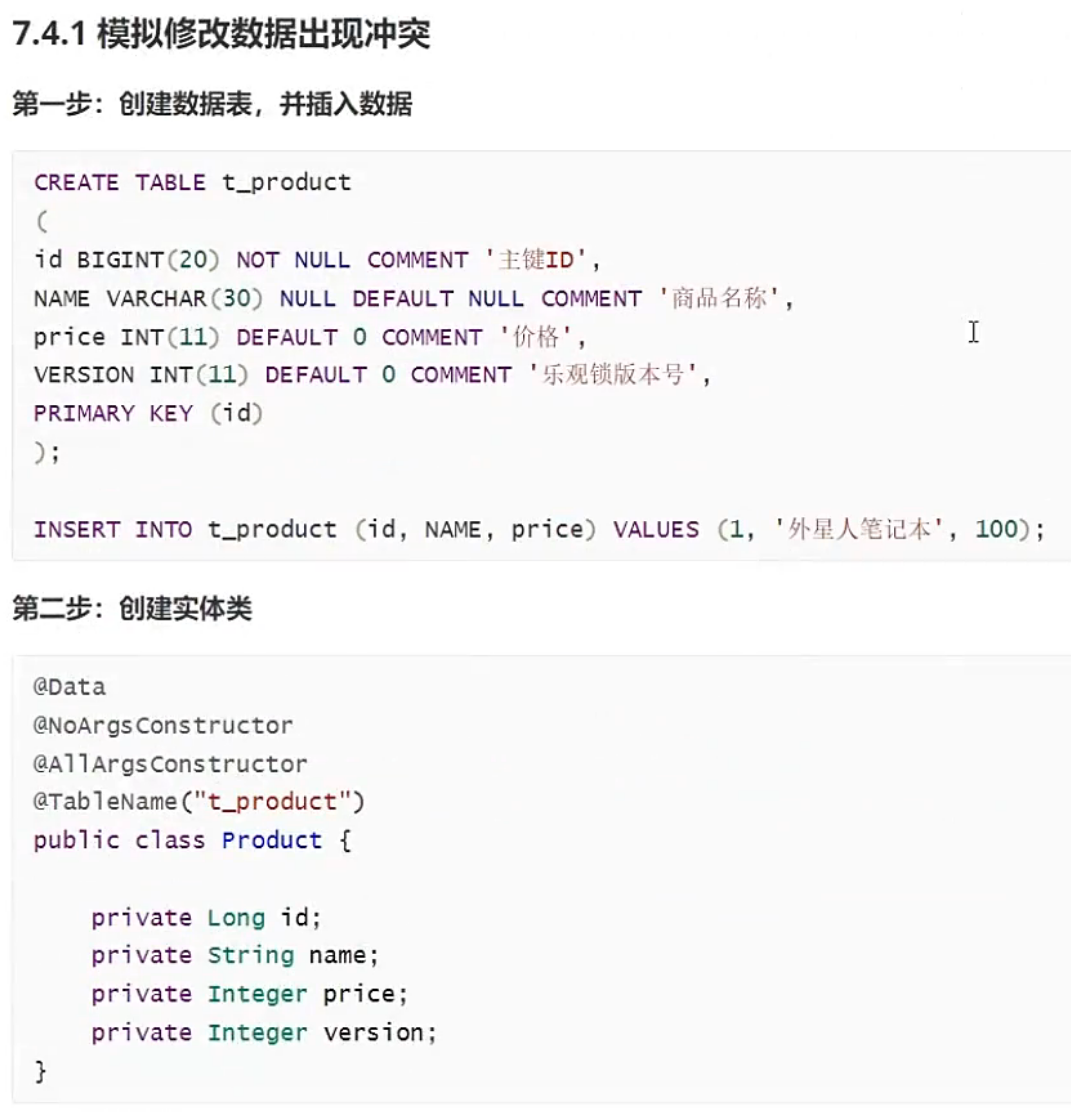 7.4.1 模拟修改数据出现冲突
第一步：创建数据表，并插入数据
CREATE TABLE t_product
(
id BIGINT(20) NOT NULL COMMENT '主键ID',
NAME VARCHAR(30) NULL DEFAULT NULL COMMENT '商品名称',
price INT(11) DEFAULT 0 COMMENT '价格',
VERSION INT(11) DEFAULT 0 COMMENT '乐观锁版本号',
PRIMARY KEY (id)
);
INSERT INTO t_product (id, NAME, price) VALUES (1, '外星人笔记本', 100);
第二步：创建实体类
@Data
@NoArgsConstructor
@AllArgsConstructor
@TableName("t_product")
public class Product {
    private Long id;
    private String name;
    private Integer price;
    private Integer version;
}